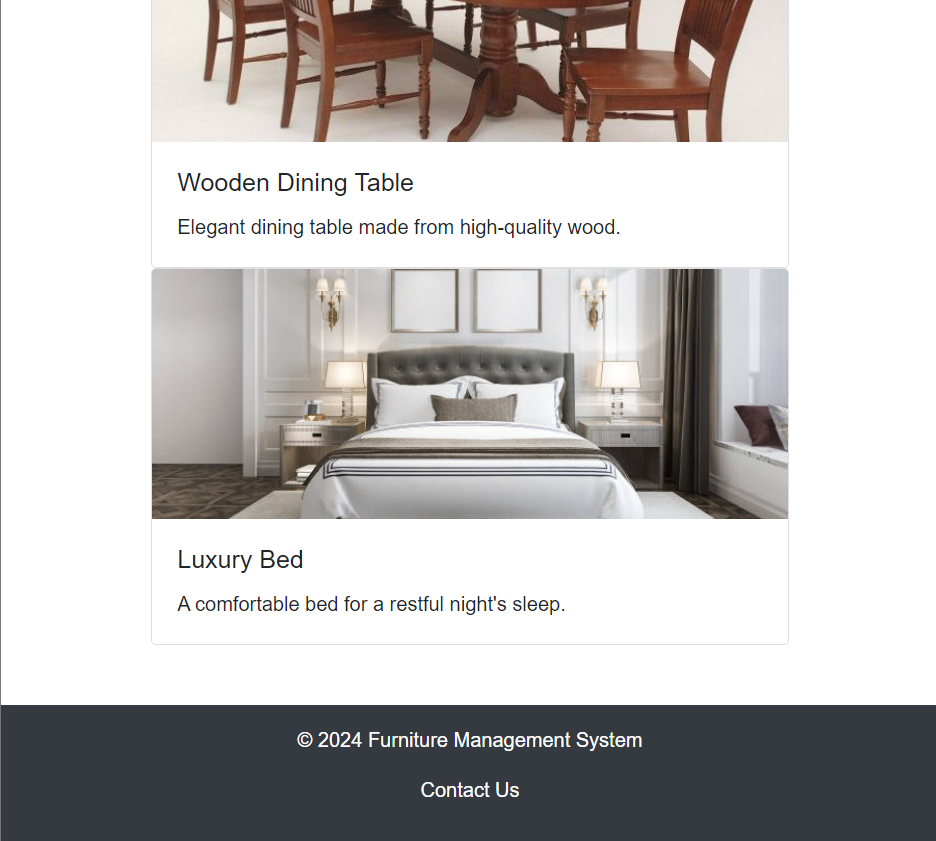 Wooden Dining Table
Elegant dining table made from high-quality wood.
Luxury Bed
A comfortable bed for a restful night's sleep.
© 2024 Furniture Management System
Contact Us